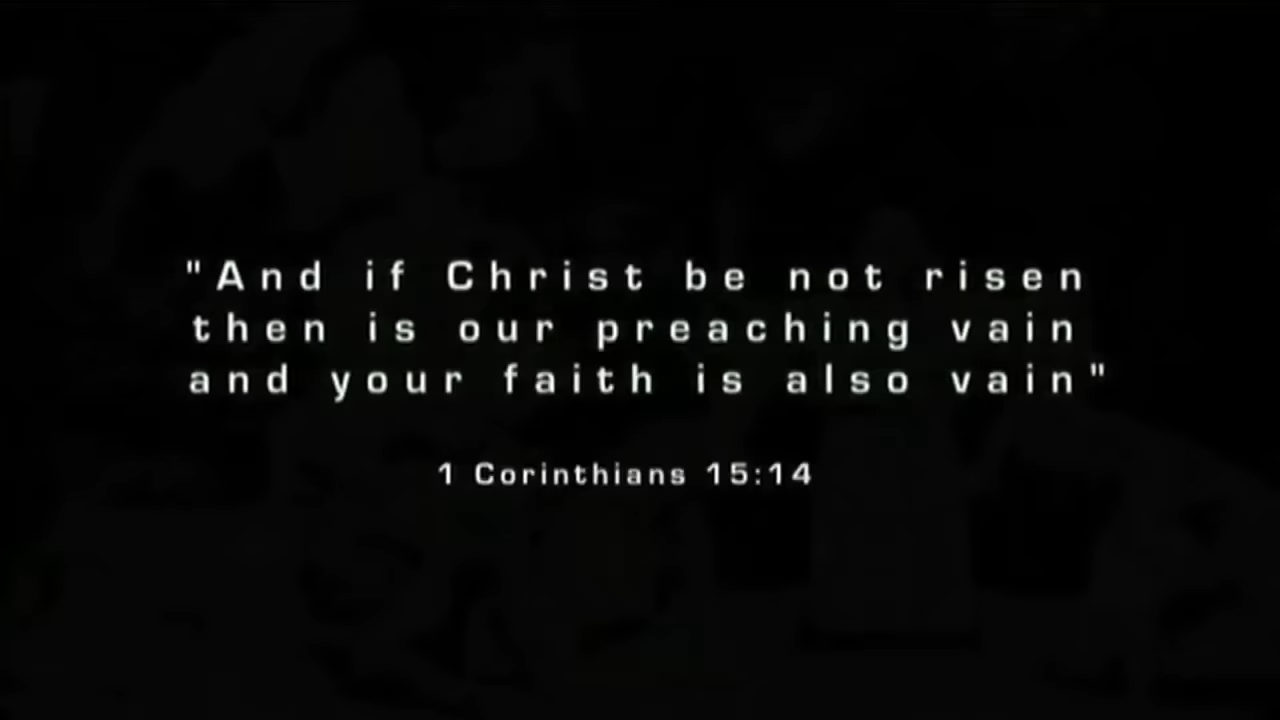 "And if Christ be not risen
then is our preaching vain
and your faith is also vain"
1 Corinthians 15:14